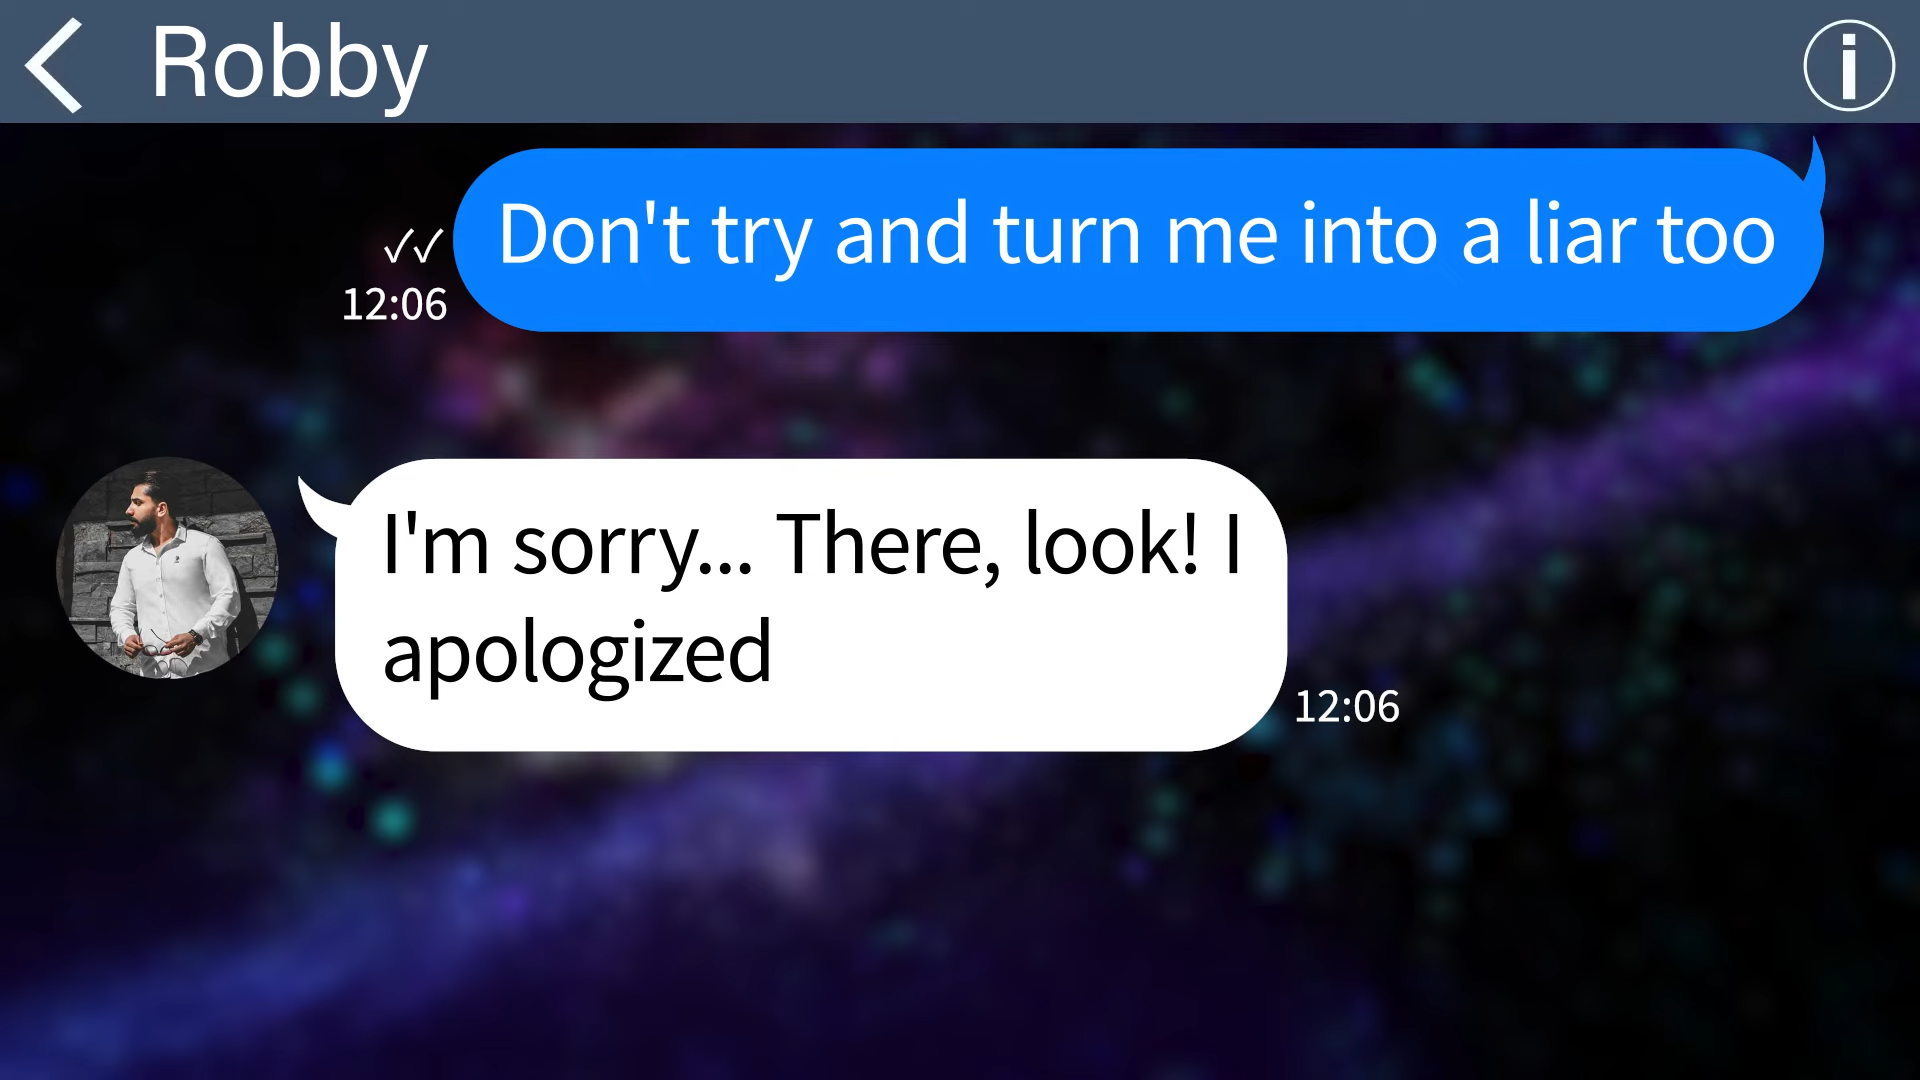 Robby
Don't try and turn me into a liar too
12:06
I'm sorry... There, look! I
apologized
12:06